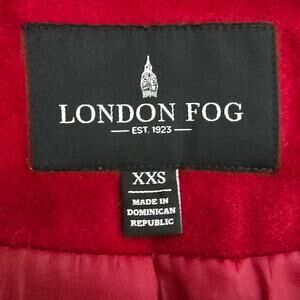 LONDON FOG
EST. 1923
XXS
MADE IN
DOMINICAN
REPUBLIC